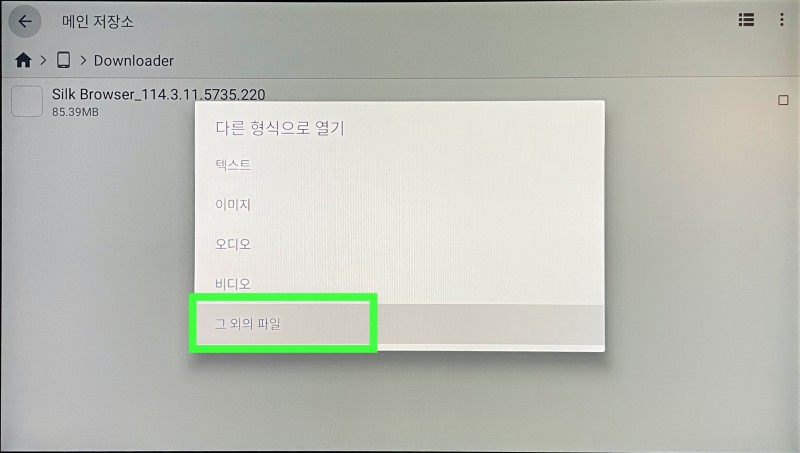 메인 저장소
Downloader
Silk Browser_114.3.11.5735.220
85.39MB
다른 형식으로 열기
텍스트
이미지
오디오
비디오
그 외의 파일